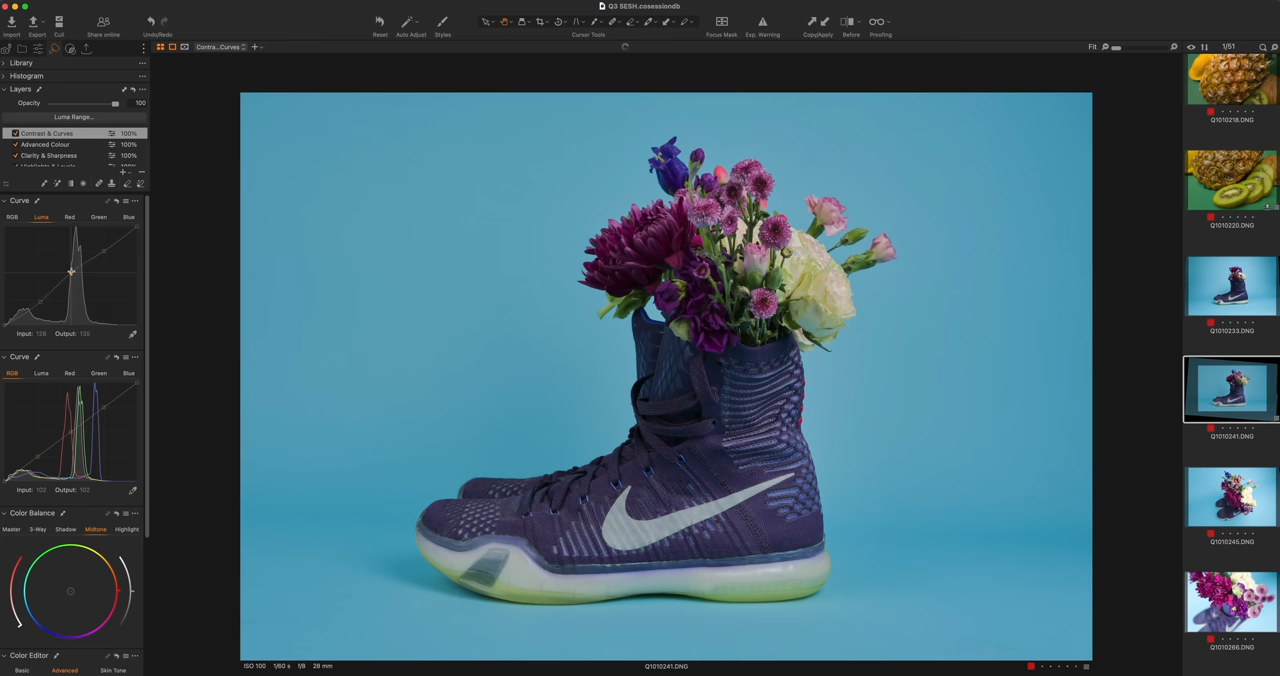 Q3 SESH.cosessiondb
Import Export Cull Share online Undo/Redo Reset Auto Adjust Styles Cursor Tools Focus Mask Exp. Warning Copy/Apply Before Proofing
Contra...Curves Fit 1/51
Library
Histogram
Layers
Opacity 100
Luma Range...
Contrast & Curves 100%
Advanced Colour 100%
Clarity & Sharpness 100%
Curve
RGB Luma Red Green Blue
Input: 128 Output: 135
Curve
RGB Luma Red Green Blue
Input: 102 Output: 102
Color Balance
Master 3-Way Shadow Midtone Highlight
Color Editor
Basic Advanced Skin Tone
ISO 100 1/60 s f/8 28 mm Q1010241.DNG
Q1010218.DNG
Q1010220.DNG
Q1010233.DNG
Q1010241.DNG
Q1010245.DNG
Q1010266.DNG